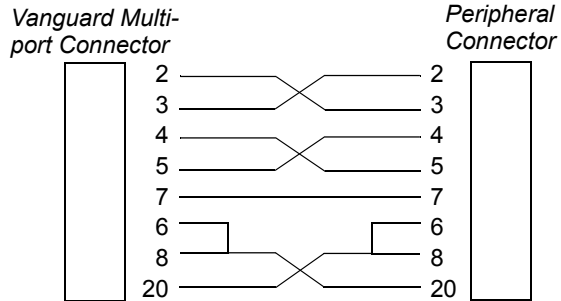 Vanguard Multi-
port Connector
Peripheral
Connector
2 2
3 3
4 4
5 5
7 7
6 6
8 8
20 20